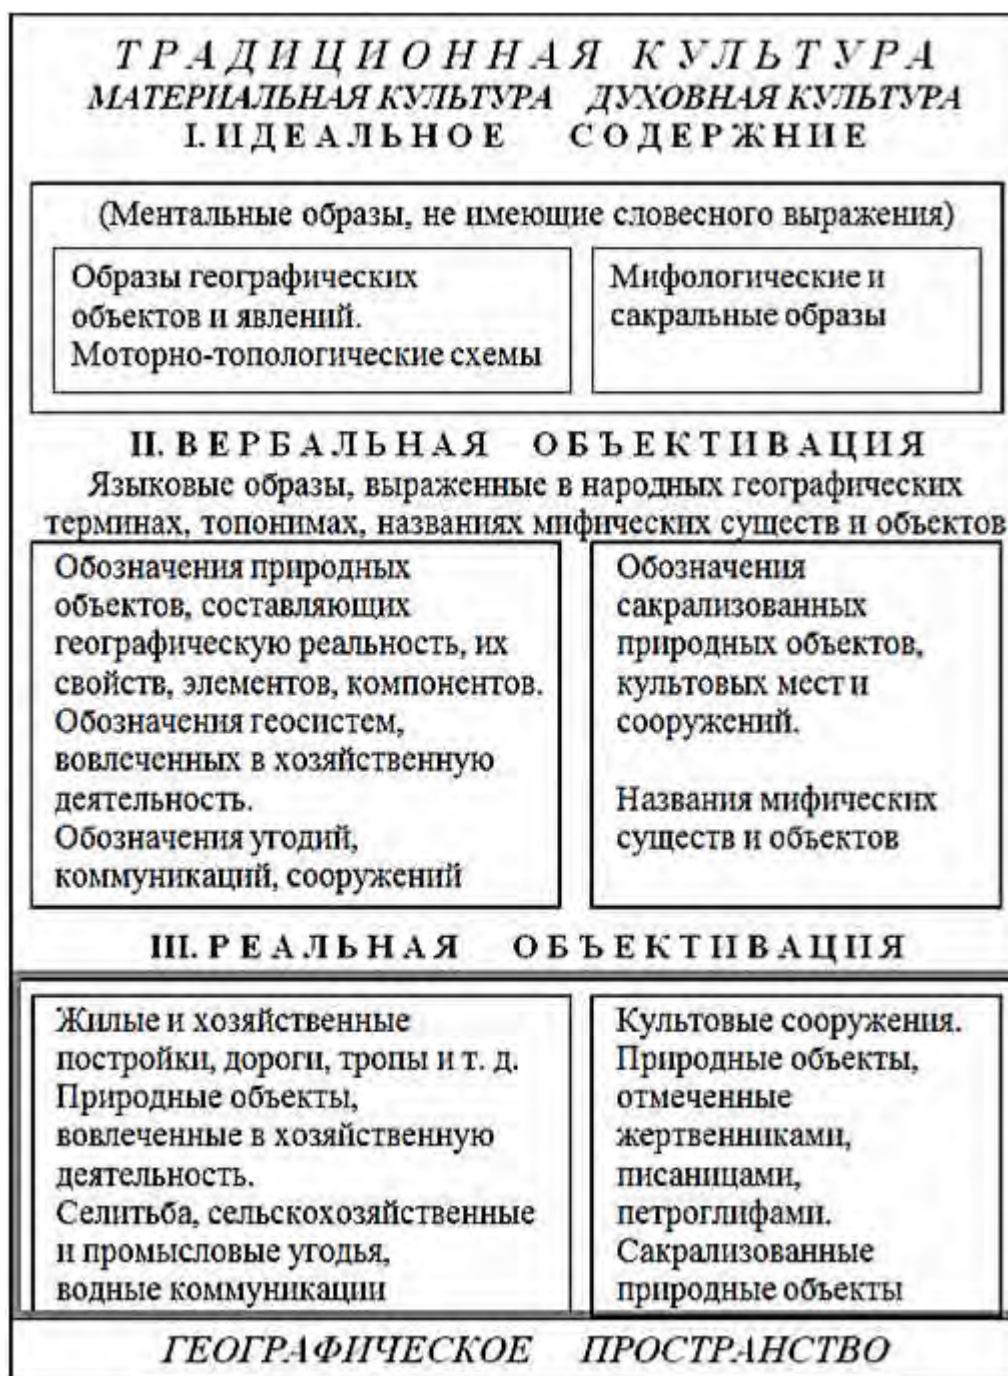 ТРАДИЦИОННАЯ КУЛЬТУРА
МАТЕРИАЛЬНАЯ КУЛЬТУРА ДУХОВНАЯ КУЛЬТУРА
I. ИДЕАЛЬНОЕ СОДЕРЖНИЕ
(Ментальные образы, не имеющие словесного выражения)
Образы географических
объектов и явлений.
Моторно-топологические схемы
Мифологические и
сакральные образы
II. ВЕРБАЛЬНАЯ ОБЪЕКТИВАЦИЯ
Языковые образы, выраженные в народных географических
терминах, топонимах, названиях мифических существ и объектов
Обозначения природных
объектов, составляющих
географическую реальность, их
свойств, элементов, компонентов.
Обозначения геосистем,
вовлеченных в хозяйственную
деятельность.
Обозначения угодий,
коммуникаций, сооружений
Обозначения
сакрализованных
природных объектов,
культовых мест и
сооружений.
Названия мифических
существ и объектов
III. РЕАЛЬНАЯ ОБЪЕКТИВАЦИЯ
Жилые и хозяйственные
постройки, дороги, тропы и т. д.
Природные объекты,
вовлеченные в хозяйственную
деятельность.
Селитьба, сельскохозяйственные
и промысловые угодья,
водные коммуникации
Культовые сооружения.
Природные объекты,
отмеченные
жертвенниками,
писаницами,
петроглифами.
Сакрализованные
природные объекты
ГЕОГРАФИЧЕСКОЕ ПРОСТРАНСТВО